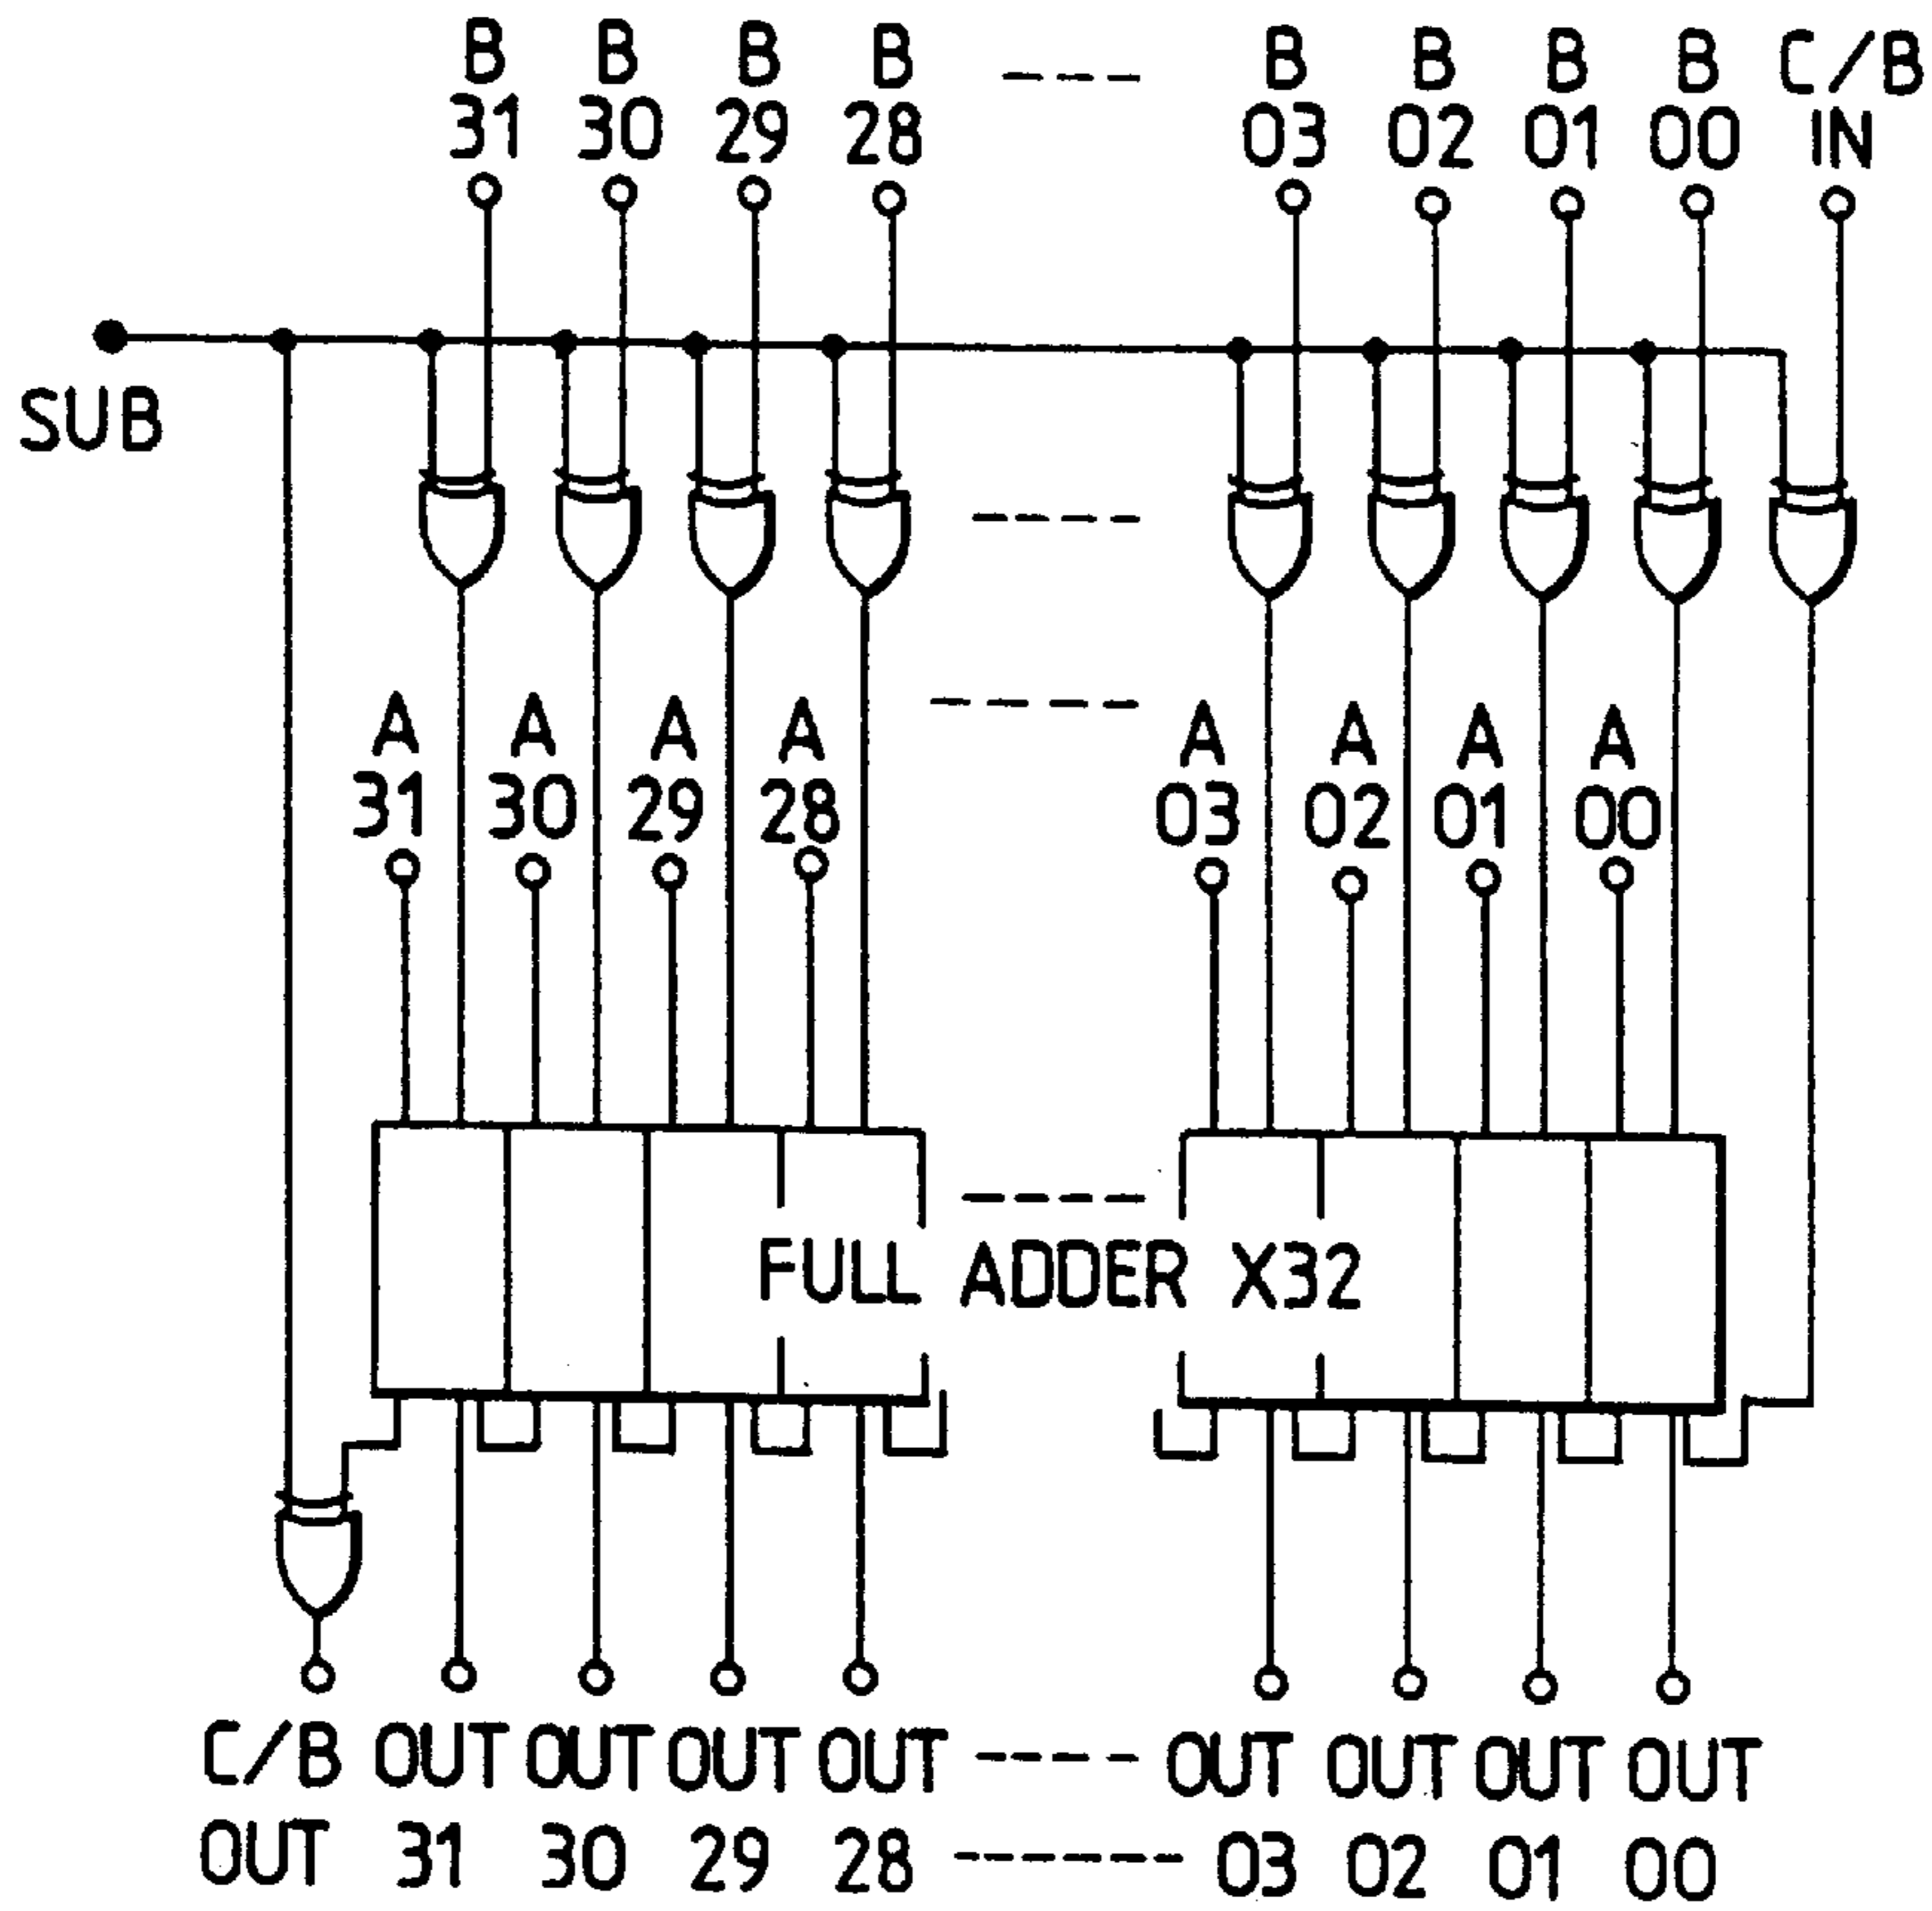 B B B B ---- B B B B C/B
31 30 29 28 03 02 01 00 IN
SUB
----
A A A A ---- A A A A
31 30 29 28 03 02 01 00
----
FULL ADDER X32
C/B OUT OUT OUT OUT ---- OUT OUT OUT OUT
OUT 31 30 29 28 ------ 03 02 01 00